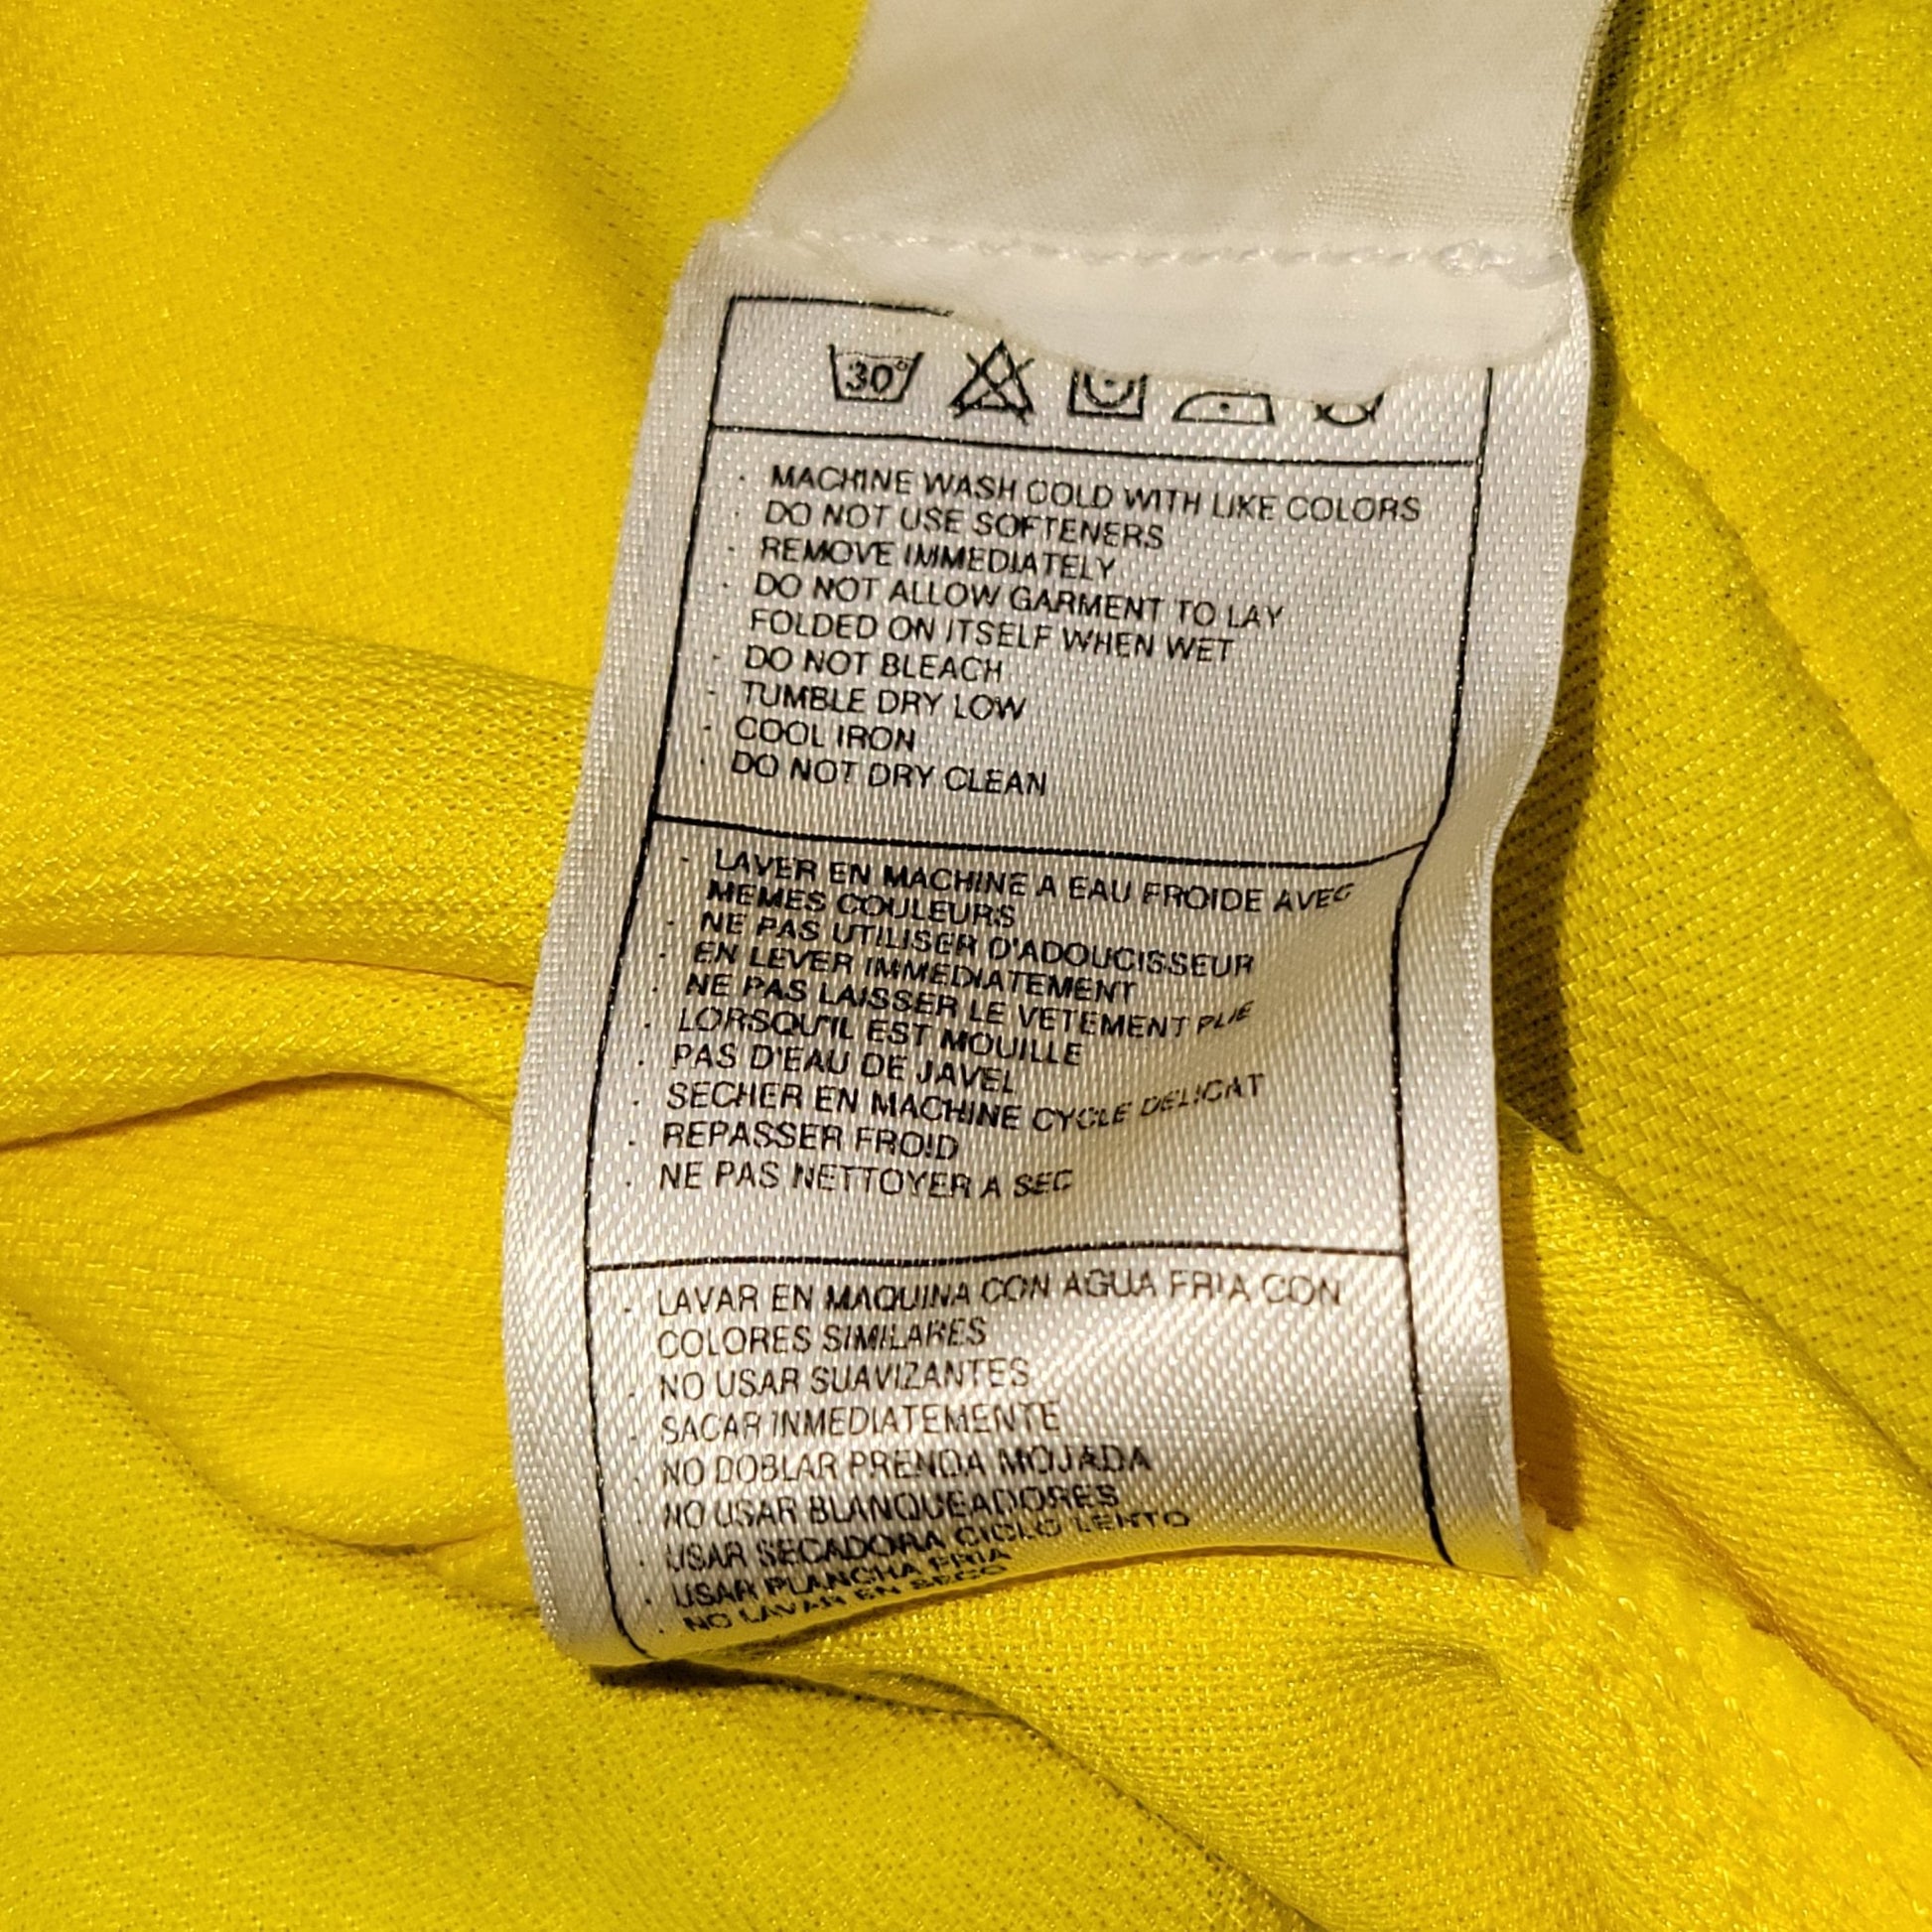 30°
· MACHINE WASH COLD WITH LIKE COLORS
· DO NOT USE SOFTENERS
· REMOVE IMMEDIATELY
· DO NOT ALLOW GARMENT TO LAY
FOLDED ON ITSELF WHEN WET
· DO NOT BLEACH
· TUMBLE DRY LOW
· COOL IRON
· DO NOT DRY CLEAN
· LAVER EN MACHINE A EAU FROIDE AVEC
MEMES COULEURS
· NE PAS UTILISER D'ADOUCISSEUR
· EN LEVER IMMEDIATEMENT
· NE PAS LAISSER LE VETEMENT PLIE
· LORSQU'IL EST MOUILLE
· PAS D'EAU DE JAVEL
· SECHER EN MACHINE CYCLE DELICAT
· REPASSER FROID
· NE PAS NETTOYER A SEC
· LAVAR EN MAQUINA CON AGUA FRIA CON
COLORES SIMILARES
· NO USAR SUAVIZANTES
· SACAR INMEDIATEMENTE
· NO DOBLAR PRENDA MOJADA
· NO USAR BLANQUEADORES
· USAR SECADORA CICLO LENTO
· USAR PLANCHA FRIA
· NO LAVAR EN SECO